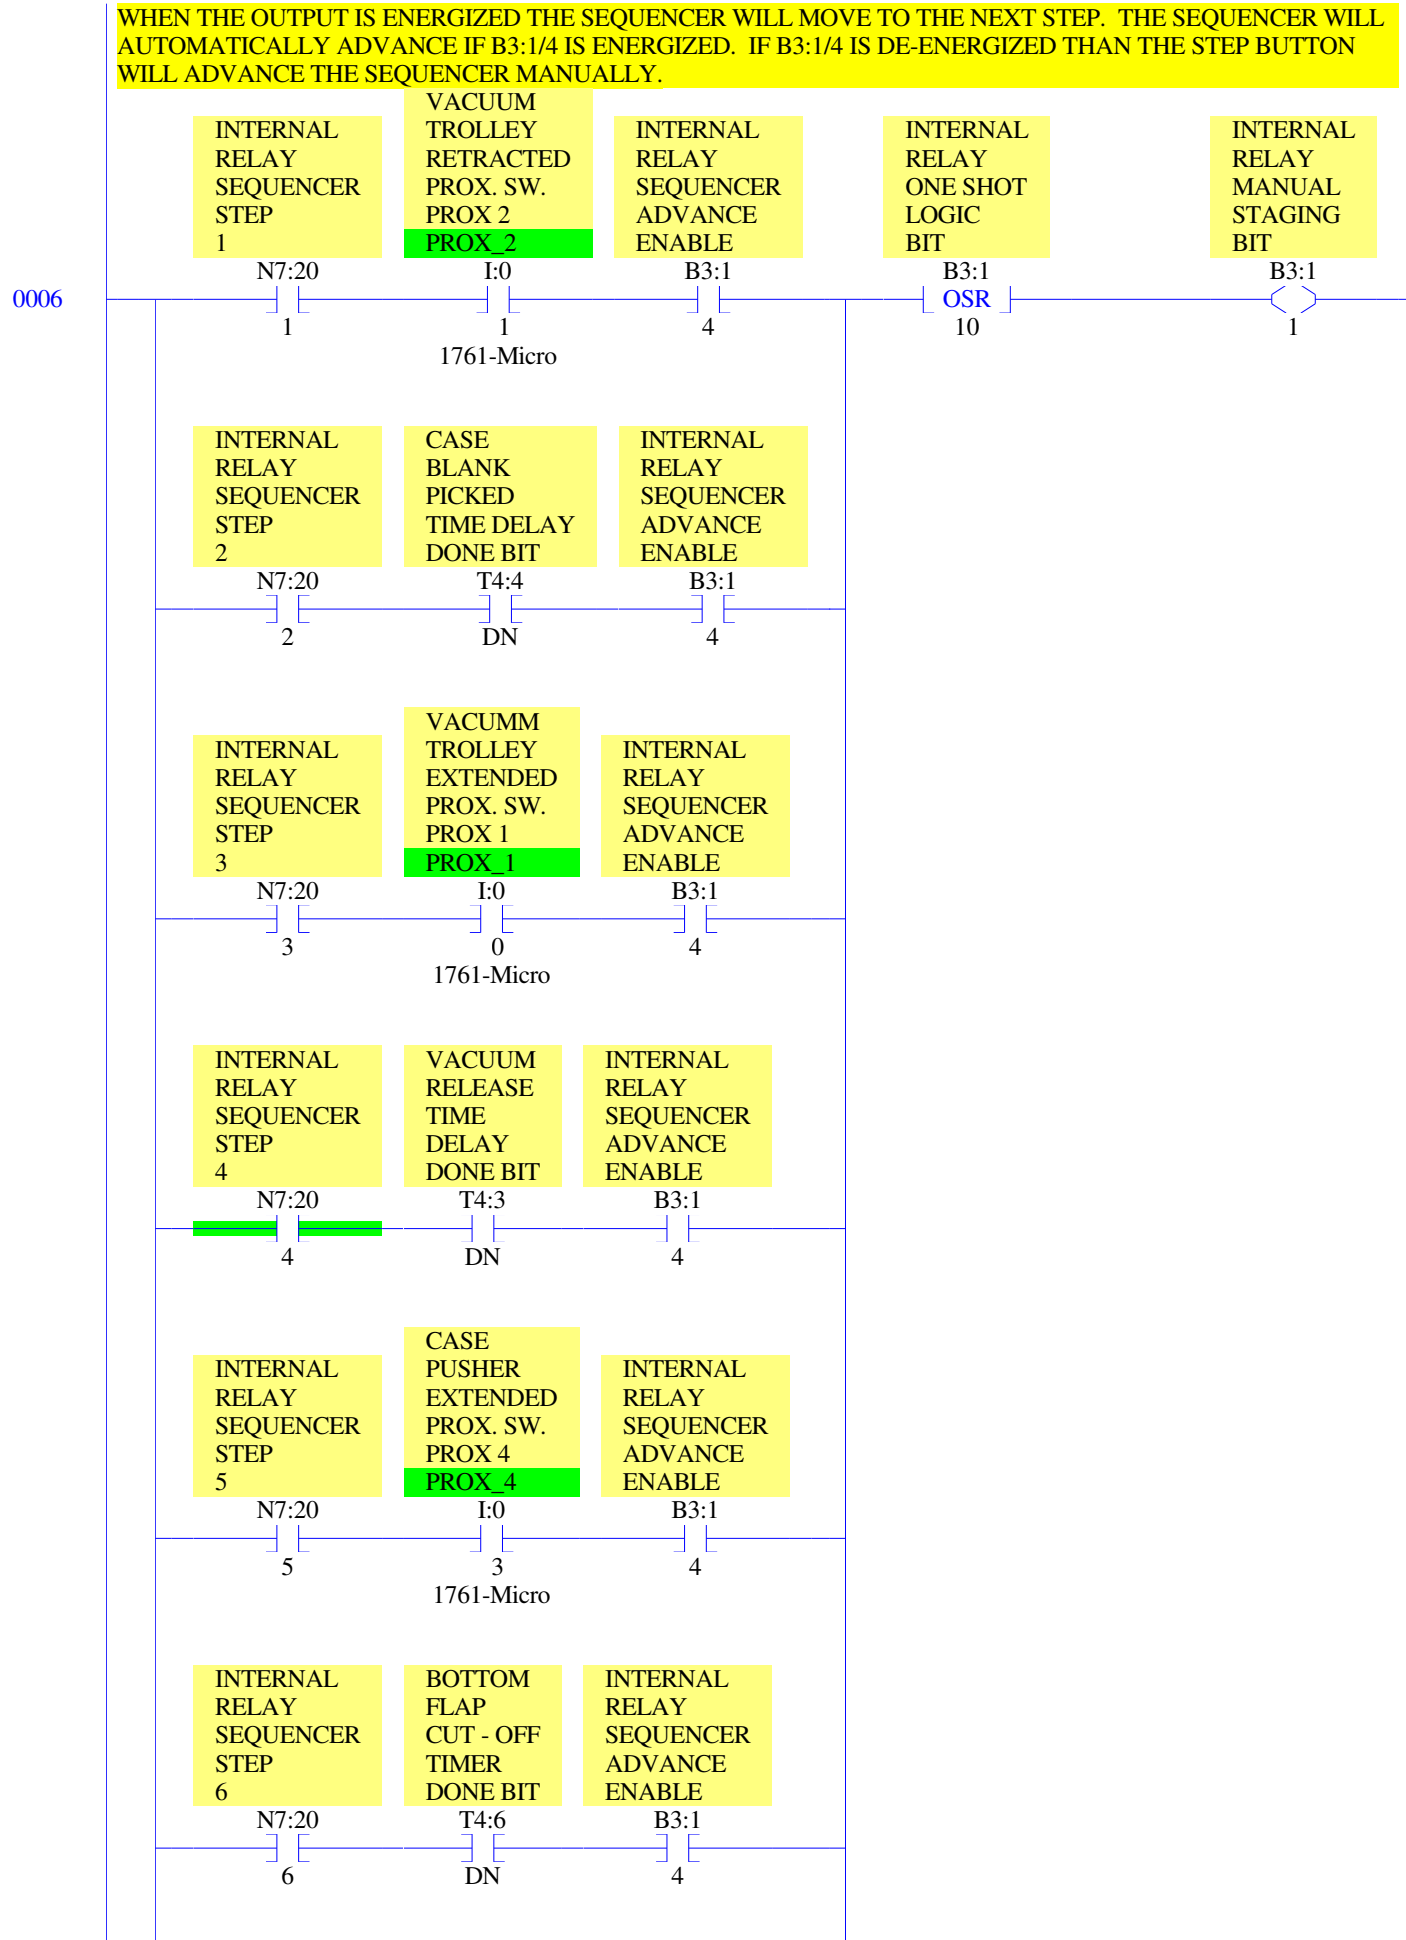 WHEN THE OUTPUT IS ENERGIZED THE SEQUENCER WILL MOVE TO THE NEXT STEP.  THE SEQUENCER WILL
AUTOMATICALLY ADVANCE IF B3:1/4 IS ENERGIZED.  IF B3:1/4 IS DE-ENERGIZED THAN THE STEP BUTTON
WILL ADVANCE THE SEQUENCER MANUALLY.
0006
INTERNAL
RELAY
SEQUENCER
STEP
1
N7:20
1
VACUUM
TROLLEY
RETRACTED
PROX. SW.
PROX 2
PROX_2
I:0
1
1761-Micro
INTERNAL
RELAY
SEQUENCER
ADVANCE
ENABLE
B3:1
4
INTERNAL
RELAY
ONE SHOT
LOGIC
BIT
B3:1
OSR
10
INTERNAL
RELAY
MANUAL
STAGING
BIT
B3:1
1
INTERNAL
RELAY
SEQUENCER
STEP
2
N7:20
2
CASE
BLANK
PICKED
TIME DELAY
DONE BIT
T4:4
DN
INTERNAL
RELAY
SEQUENCER
ADVANCE
ENABLE
B3:1
4
INTERNAL
RELAY
SEQUENCER
STEP
3
N7:20
3
VACUMM
TROLLEY
EXTENDED
PROX. SW.
PROX 1
PROX_1
I:0
0
1761-Micro
INTERNAL
RELAY
SEQUENCER
ADVANCE
ENABLE
B3:1
4
INTERNAL
RELAY
SEQUENCER
STEP
4
N7:20
4
VACUUM
RELEASE
TIME
DELAY
DONE BIT
T4:3
DN
INTERNAL
RELAY
SEQUENCER
ADVANCE
ENABLE
B3:1
4
INTERNAL
RELAY
SEQUENCER
STEP
5
N7:20
5
CASE
PUSHER
EXTENDED
PROX. SW.
PROX 4
PROX_4
I:0
3
1761-Micro
INTERNAL
RELAY
SEQUENCER
ADVANCE
ENABLE
B3:1
4
INTERNAL
RELAY
SEQUENCER
STEP
6
N7:20
6
BOTTOM
FLAP
CUT - OFF
TIMER
DONE BIT
T4:6
DN
INTERNAL
RELAY
SEQUENCER
ADVANCE
ENABLE
B3:1
4